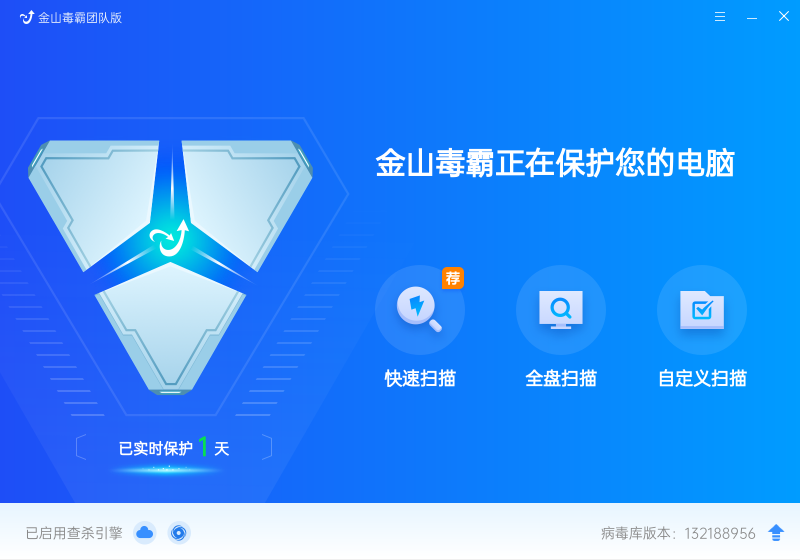 金山毒霸团队版
金山毒霸正在保护您的电脑
荐
快速扫描
全盘扫描
自定义扫描
已实时保护 1 天
已启用查杀引擎
病毒库版本：132188956